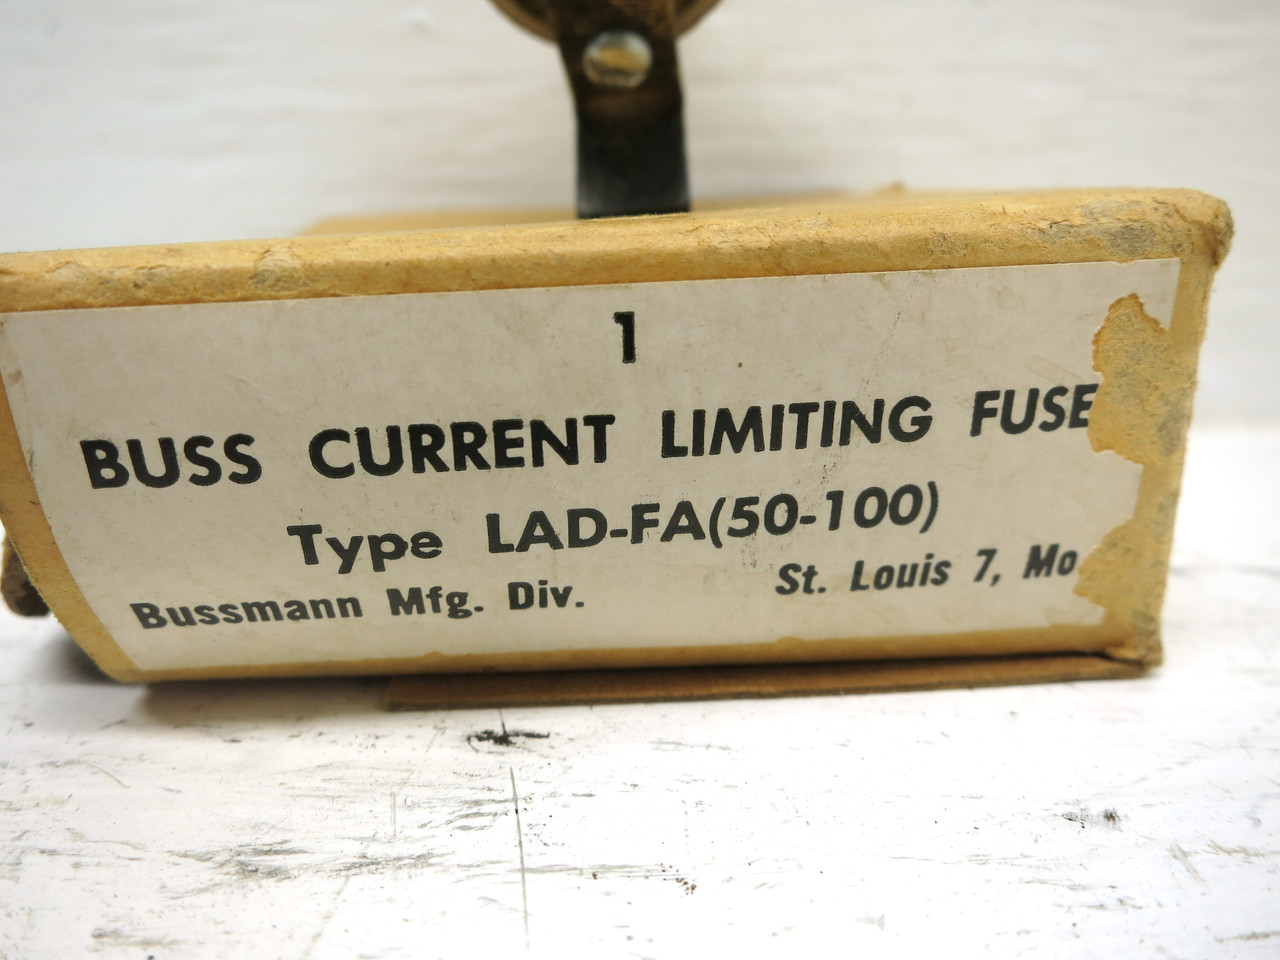 1
BUSS CURRENT LIMITING FUSE
Type LAD-FA(50-100)
Bussmann Mfg. Div. St. Louis 7, Mo